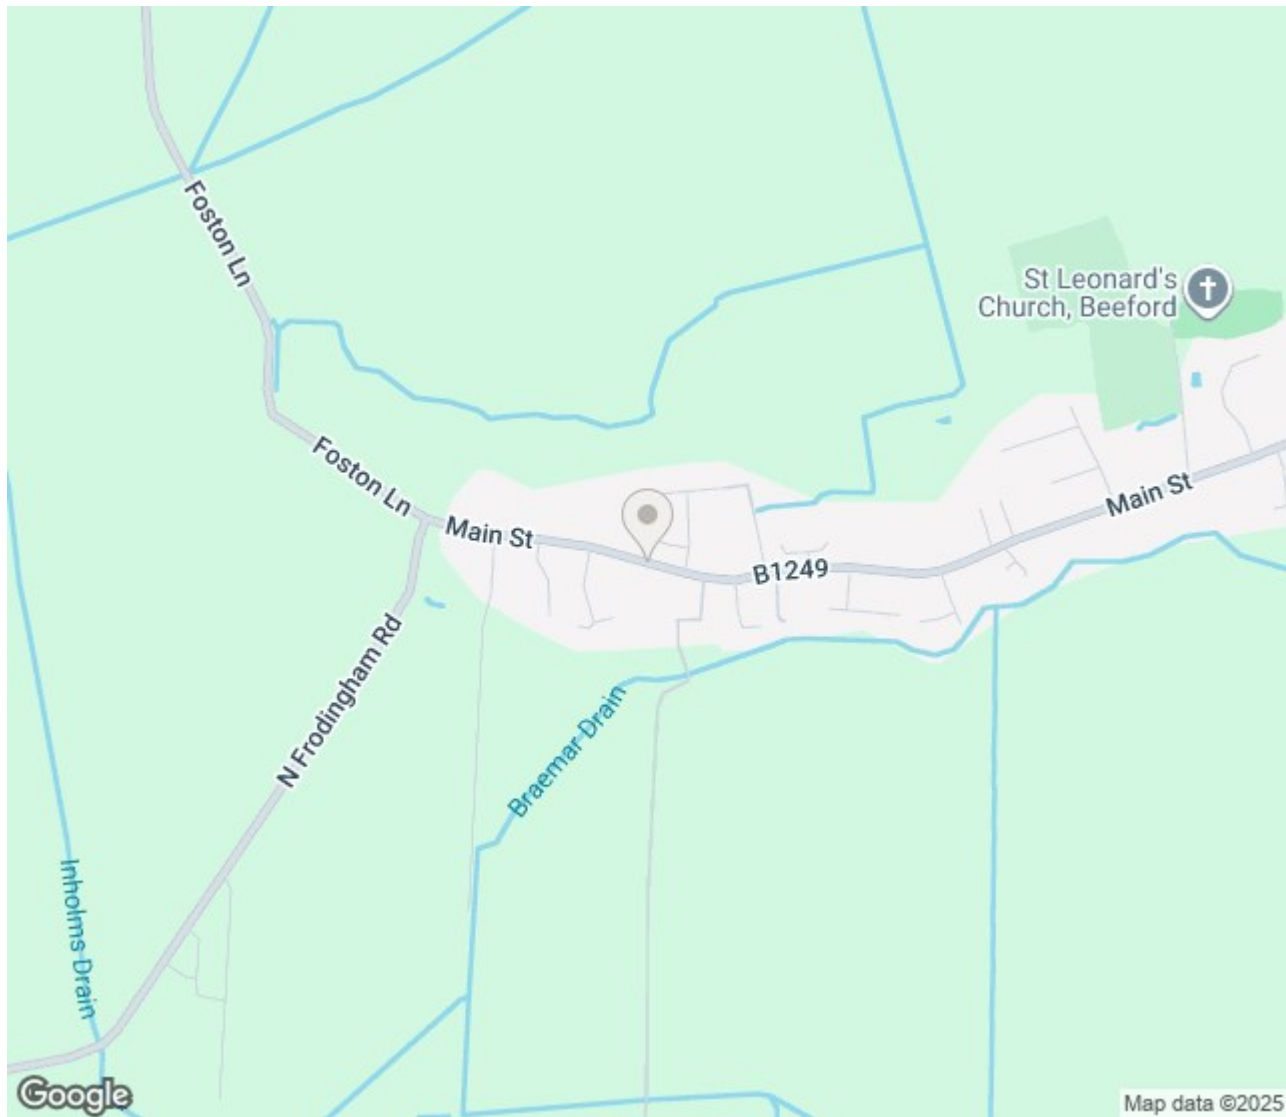 Foston Ln
St Leonard's
Church, Beeford
Foston Ln
Main St
Main St
B1249
N Frodingham Rd
Braemar Drain
Inholms Drain
Google
Map data ©2025